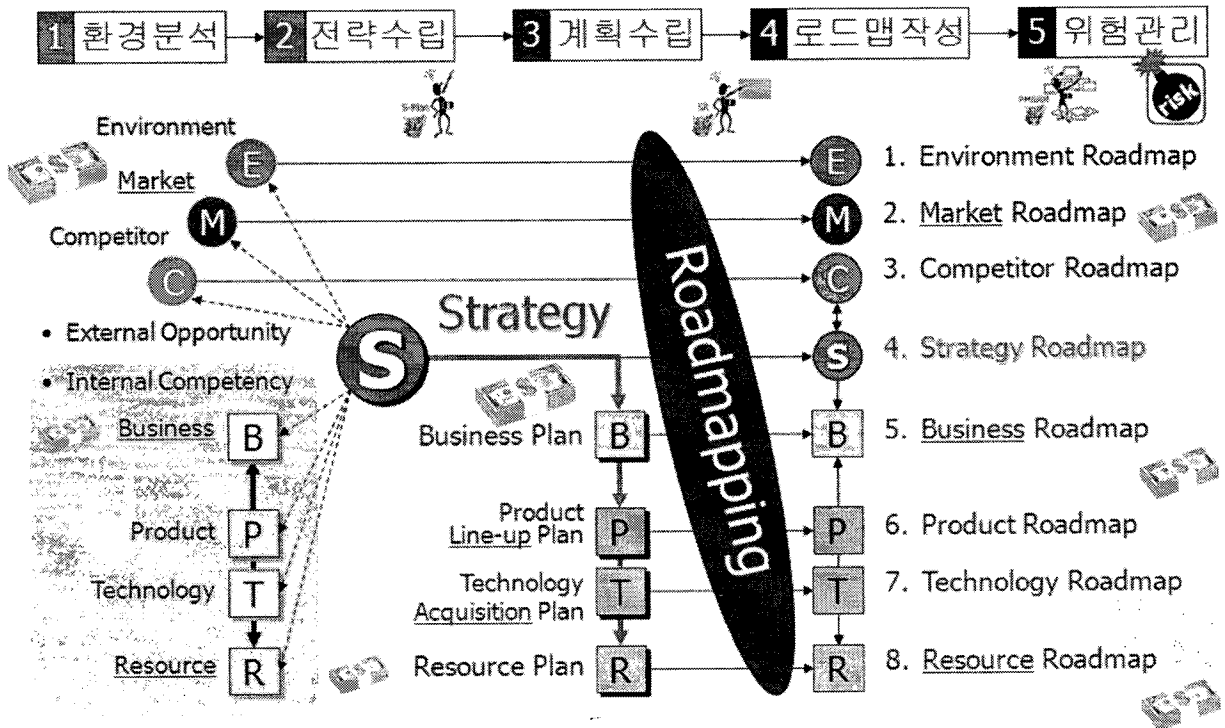 1 환경분석
2 전략수립
3 계획수립
4 로드맵작성
5 위험관리
risk
Environment
E
Market
M
Competitor
C
• External Opportunity
• Internal Competency
S
Strategy
Business
B
Product
P
Technology
T
Resource
R
Business Plan
B
Product
Line-up Plan
P
Technology
Acquisition Plan
T
Resource Plan
R
Roadmapping
E
1. Environment Roadmap
M
2. Market Roadmap
C
3. Competitor Roadmap
S
4. Strategy Roadmap
B
5. Business Roadmap
P
6. Product Roadmap
T
7. Technology Roadmap
R
8. Resource Roadmap